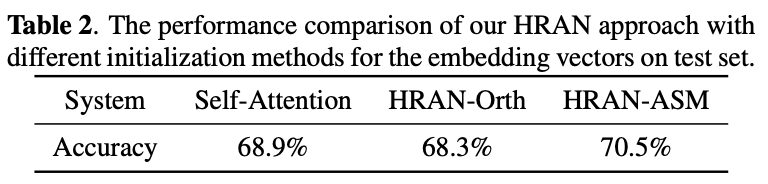 Table 2. The performance comparison of our HRAN approach with
different initialization methods for the embedding vectors on test set.
System Self-Attention HRAN-Orth HRAN-ASM
Accuracy 68.9% 68.3% 70.5%